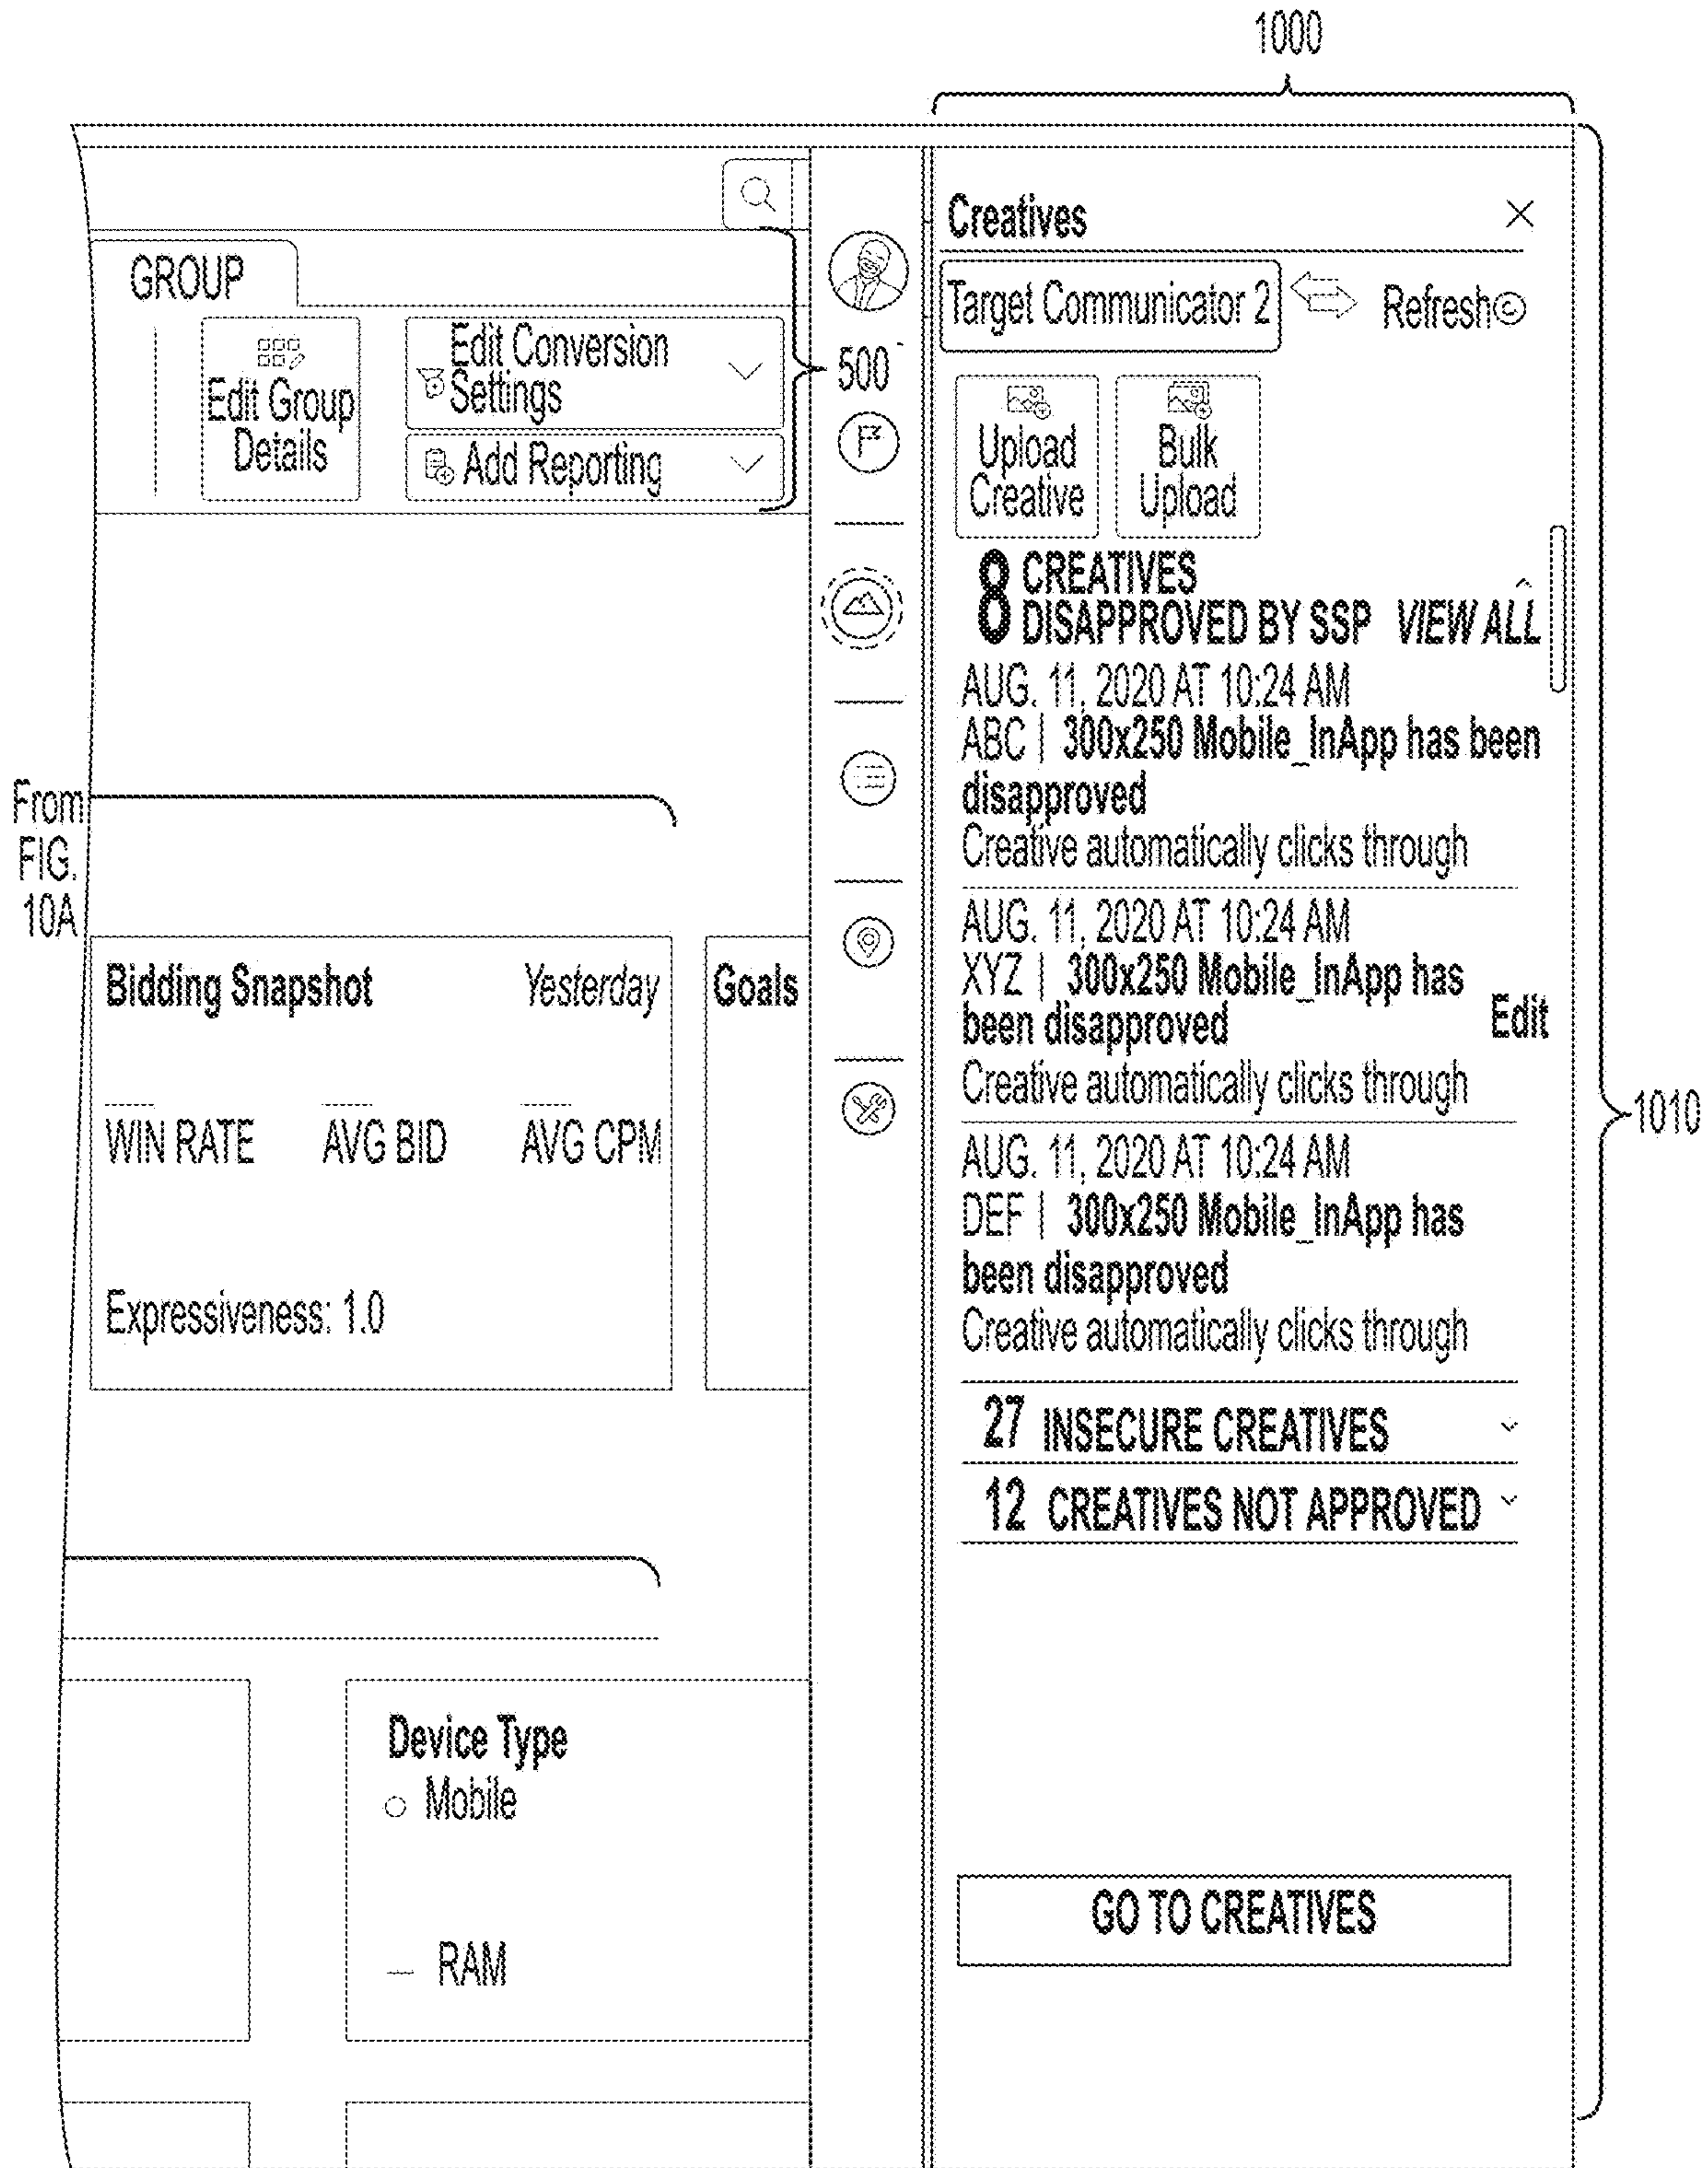 1000
Creatives
GROUP
Target Communicator 2
Refresh
Edit Group
Details
Edit Conversion
Settings
Add Reporting
500
Upload
Creative
Bulk
Upload
8 CREATIVES
DISAPPROVED BY SSP VIEW ALL
AUG. 11, 2020 AT 10:24 AM
ABC | 300x250 Mobile_InApp has been
disapproved
Creative automatically clicks through
From
FIG.
10A
AUG. 11, 2020 AT 10:24 AM
XYZ | 300x250 Mobile_InApp has
been disapproved
Edit
Creative automatically clicks through
Bidding Snapshot Yesterday
Goals
WIN RATE AVG BID AVG CPM
1010
AUG. 11, 2020 AT 10:24 AM
DEF | 300x250 Mobile_InApp has
been disapproved
Creative automatically clicks through
Expressiveness: 1.0
27 INSECURE CREATIVES
12 CREATIVES NOT APPROVED
Device Type
Mobile
RAM
GO TO CREATIVES